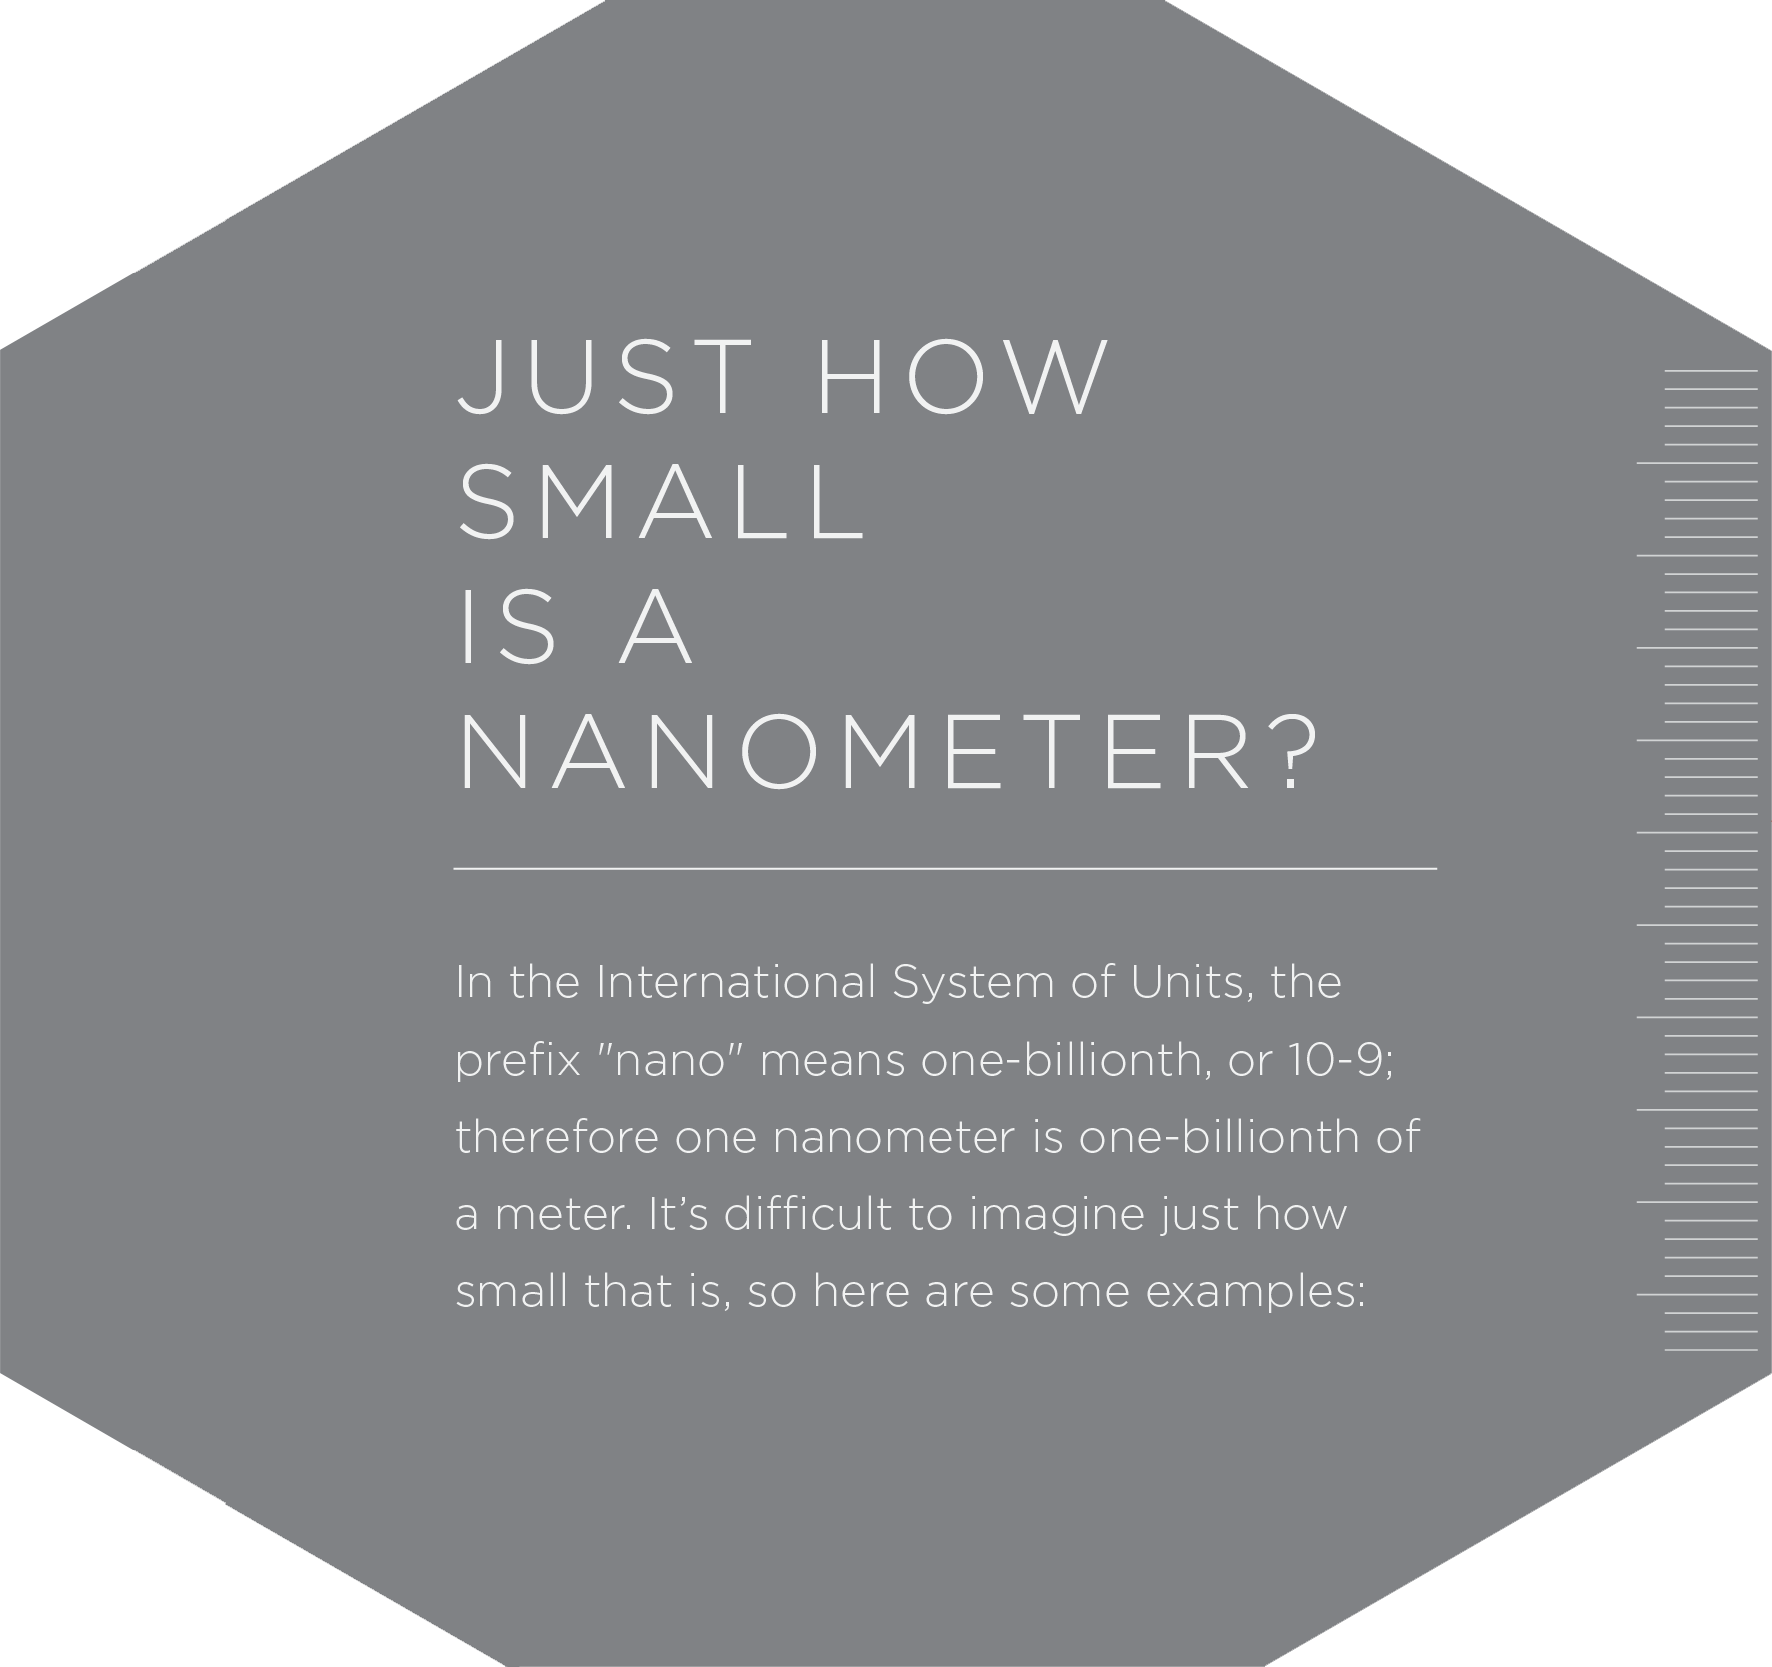 JUST HOW
SMALL
IS A
NANOMETER?
In the International System of Units, the
prefix "nano" means one-billionth, or 10-9;
therefore one nanometer is one-billionth of
a meter. It’s difficult to imagine just how
small that is, so here are some examples: